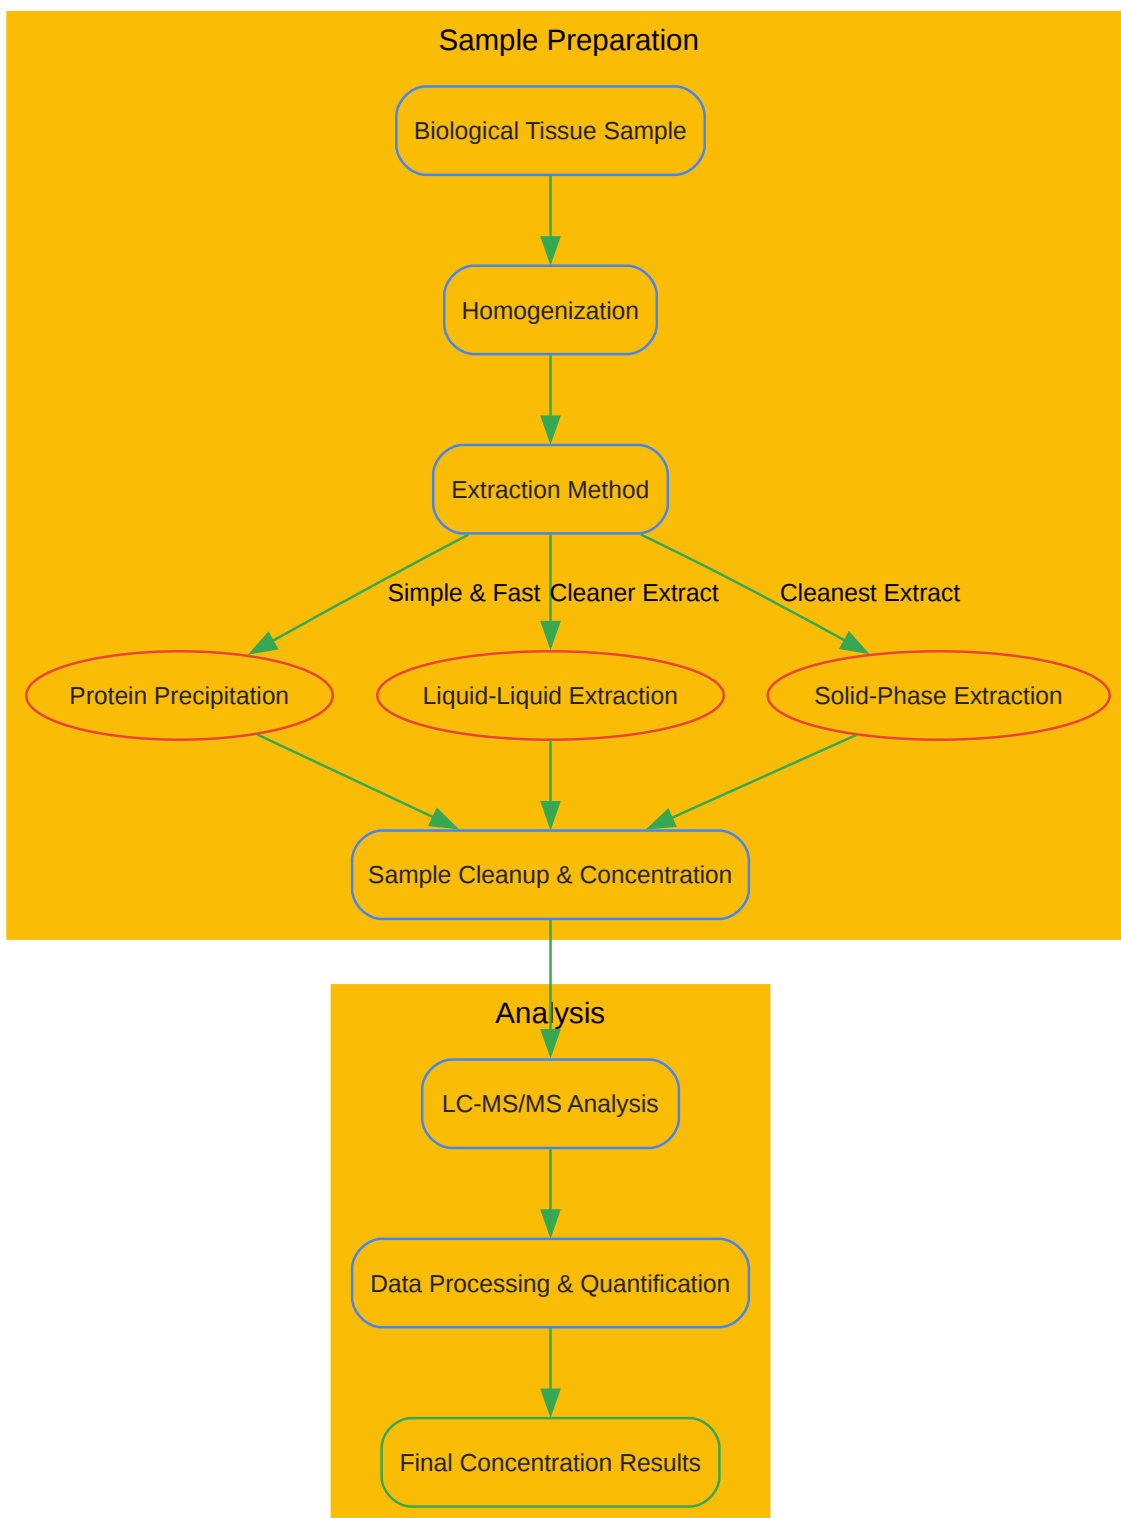 Sample Preparation
Biological Tissue Sample
Homogenization
Extraction Method
Simple & Fast
Cleaner Extract
Cleanest Extract
Protein Precipitation
Liquid-Liquid Extraction
Solid-Phase Extraction
Sample Cleanup & Concentration
Analysis
LC-MS/MS Analysis
Data Processing & Quantification
Final Concentration Results